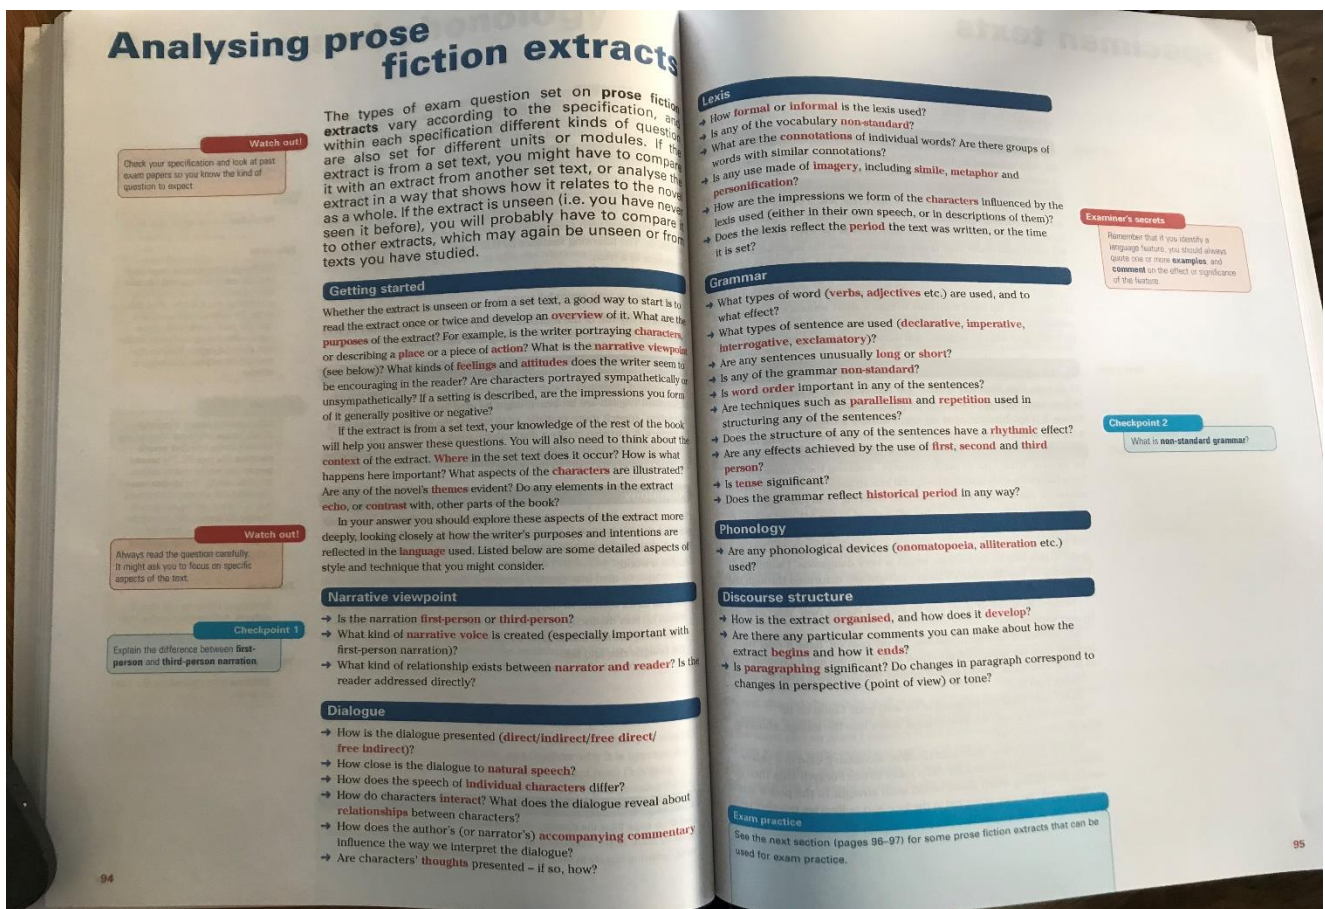 Analysing prose
fiction extracts
The types of exam question set on prose fiction
extracts vary according to the specification, and
within each specification different kinds of question
are also set for different units or modules. If the
extract is from a set text, you might have to compare
it with an extract from another set text, or analyse the
extract in a way that shows how it relates to the novel
as a whole. If the extract is unseen (i.e. you have never
seen it before), you will probably have to compare it
to other extracts, which may again be unseen or from
texts you have studied.
Watch out!
Check your specification and look at past
exam papers so you know the kind of
question to expect.
Getting started
Whether the extract is unseen or from a set text, a good way to start is to
read the extract once or twice and develop an overview of it. What are the
purposes of the extract? For example, is the writer portraying characters,
or describing a place or a piece of action? What is the narrative viewpoint
(see below)? What kinds of feelings and attitudes does the writer seem to
be encouraging in the reader? Are characters portrayed sympathetically or
unsympathetically? If a setting is described, are the impressions you form
of it generally positive or negative?
If the extract is from a set text, your knowledge of the rest of the book
will help you answer these questions. You will also need to think about the
context of the extract. Where in the set text does it occur? How is what
happens here important? What aspects of the characters are illustrated?
Are any of the novel's themes evident? Do any elements in the extract
echo, or contrast with, other parts of the book?
In your answer you should explore these aspects of the extract more
deeply, looking closely at how the writer's purposes and intentions are
reflected in the language used. Listed below are some detailed aspects of
style and technique that you might consider.
Watch out!
Always read the question carefully.
It might ask you to focus on specific
aspects of the text.
Narrative viewpoint
→ Is the narration first-person or third-person?
→ What kind of narrative voice is created (especially important with
first-person narration)?
→ What kind of relationship exists between narrator and reader? Is the
reader addressed directly?
Checkpoint 1
Explain the difference between first-
person and third-person narration.
Dialogue
→ How is the dialogue presented (direct/indirect/free direct/
free indirect)?
→ How close is the dialogue to natural speech?
→ How does the speech of individual characters differ?
→ How do characters interact? What does the dialogue reveal about
relationships between characters?
→ How does the author's (or narrator's) accompanying commentary
influence the way we interpret the dialogue?
→ Are characters' thoughts presented – if so, how?
94
Lexis
→ How formal or informal is the lexis used?
→ Is any of the vocabulary non-standard?
→ What are the connotations of individual words? Are there groups of
words with similar connotations?
→ Is any use made of imagery, including simile, metaphor and
personification?
→ How are the impressions we form of the characters influenced by the
lexis used (either in their own speech, or in descriptions of them)?
→ Does the lexis reflect the period the text was written, or the time
it is set?
Examiner's secrets
Remember that if you identify a
language feature, you should always
quote one or more examples, and
comment on the effect or significance
of the feature.
Grammar
→ What types of word (verbs, adjectives etc.) are used, and to
what effect?
→ What types of sentence are used (declarative, imperative,
interrogative, exclamatory)?
→ Are any sentences unusually long or short?
→ Is any of the grammar non-standard?
→ Is word order important in any of the sentences?
→ Are techniques such as parallelism and repetition used in
structuring any of the sentences?
→ Does the structure of any of the sentences have a rhythmic effect?
→ Are any effects achieved by the use of first, second and third
person?
→ Is tense significant?
→ Does the grammar reflect historical period in any way?
Checkpoint 2
What is non-standard grammar?
Phonology
→ Are any phonological devices (onomatopoeia, alliteration etc.)
used?
Discourse structure
→ How is the extract organised, and how does it develop?
→ Are there any particular comments you can make about how the
extract begins and how it ends?
→ Is paragraphing significant? Do changes in paragraph correspond to
changes in perspective (point of view) or tone?
Exam practice
See the next section (pages 96–97) for some prose fiction extracts that can be
used for exam practice.
95